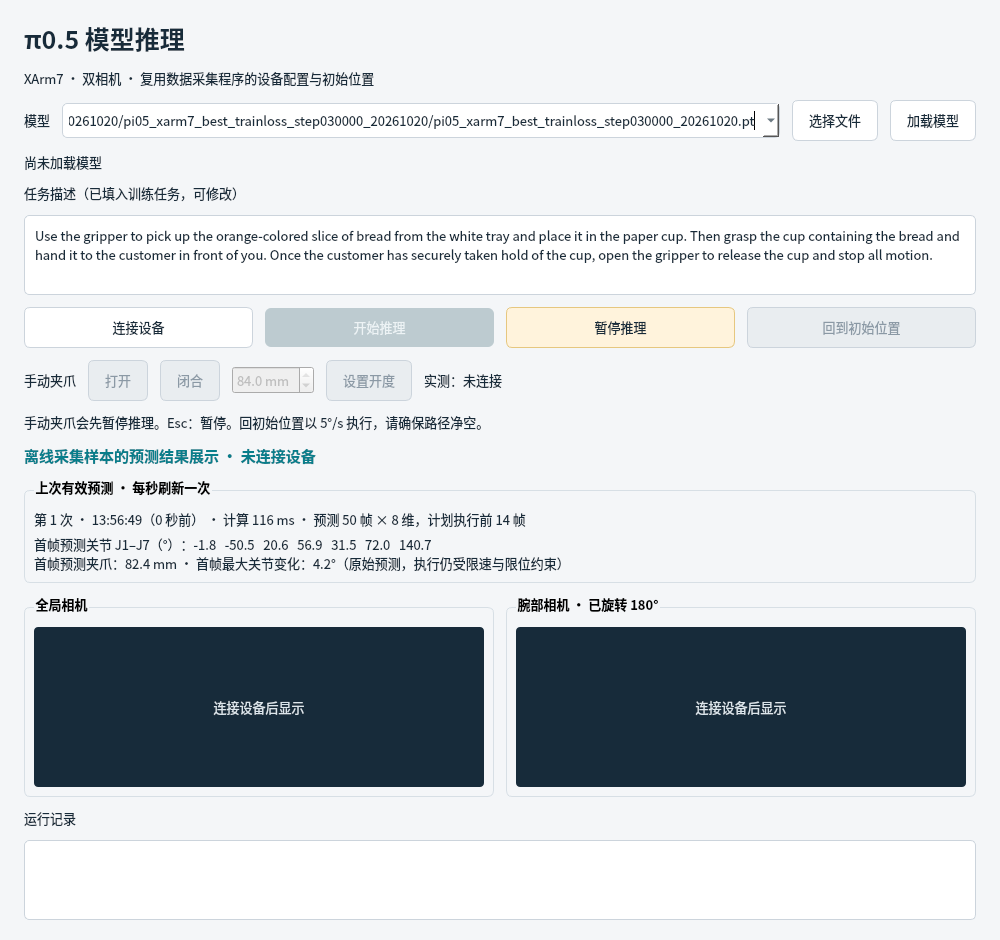 π0.5 模型推理
XArm7 · 双相机 · 复用数据采集程序的设备配置与初始位置
模型 0261020/pi05_xarm7_best_trainloss_step030000_20261020/pi05_xarm7_best_trainloss_step030000_20261020.pt 选择文件 加载模型
尚未加载模型
任务描述（已填入训练任务，可修改）
Use the gripper to pick up the orange-colored slice of bread from the white tray and place it in the paper cup. Then grasp the cup containing the bread and
hand it to the customer in front of you. Once the customer has securely taken hold of the cup, open the gripper to release the cup and stop all motion.
连接设备 开始推理 暂停推理 回到初始位置
手动夹爪 打开 闭合 84.0 mm 设置开度 实测：未连接
手动夹爪会先暂停推理。Esc：暂停。回初始位置以 5°/s 执行，请确保路径净空。
离线采集样本的预测结果展示 · 未连接设备
上次有效预测 · 每秒刷新一次
第 1 次 · 13:56:49（0 秒前） · 计算 116 ms · 预测 50 帧 × 8 维，计划执行前 14 帧
首帧预测关节 J1–J7（°）：-1.8 -50.5 20.6 56.9 31.5 72.0 140.7
首帧预测夹爪：82.4 mm · 首帧最大关节变化：4.2°（原始预测，执行仍受限速与限位约束）
全局相机 腕部相机 · 已旋转 180°
连接设备后显示 连接设备后显示
运行记录